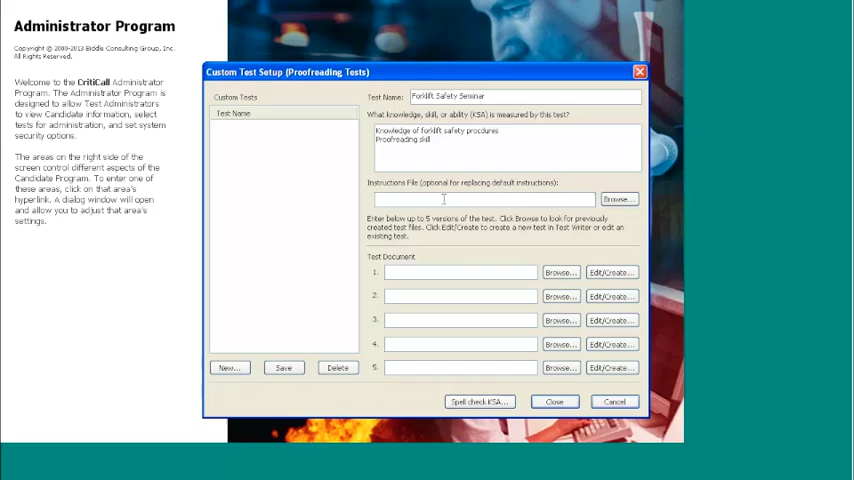 Administrator Program
Copyright © 2000-2013 Biddle Consulting Group, Inc.
All Rights Reserved.
Welcome to the CritiCall Administrator
Program. The Administrator Program is
designed to allow Test Administrators
to view Candidate information, select
tests for administration, and set system
security options.
The areas on the right side of the
screen control different aspects of the
Candidate Program. To enter one of
these areas, click on that area's
hyperlink. A dialog window will open
and allow you to adjust that area's
settings.
Custom Test Setup (Proofreading Tests)
Custom Tests
Test Name
New...
Save
Delete
Test Name:
Forklift Safety Seminar
What knowledge, skill, or ability (KSA) is measured by this test?
Knowledge of forklift safety procdures
Proofreading skill
Instructions File (optional for replacing default instructions):
Browse...
Enter below up to 5 versions of the test. Click Browse to look for previously
created test files. Click Edit/Create to create a new test in Test Writer or edit an
existing test.
Test Document
1. Browse... Edit/Create...
2. Browse... Edit/Create...
3. Browse... Edit/Create...
4. Browse... Edit/Create...
5. Browse... Edit/Create...
Spell check KSA...
Close
Cancel